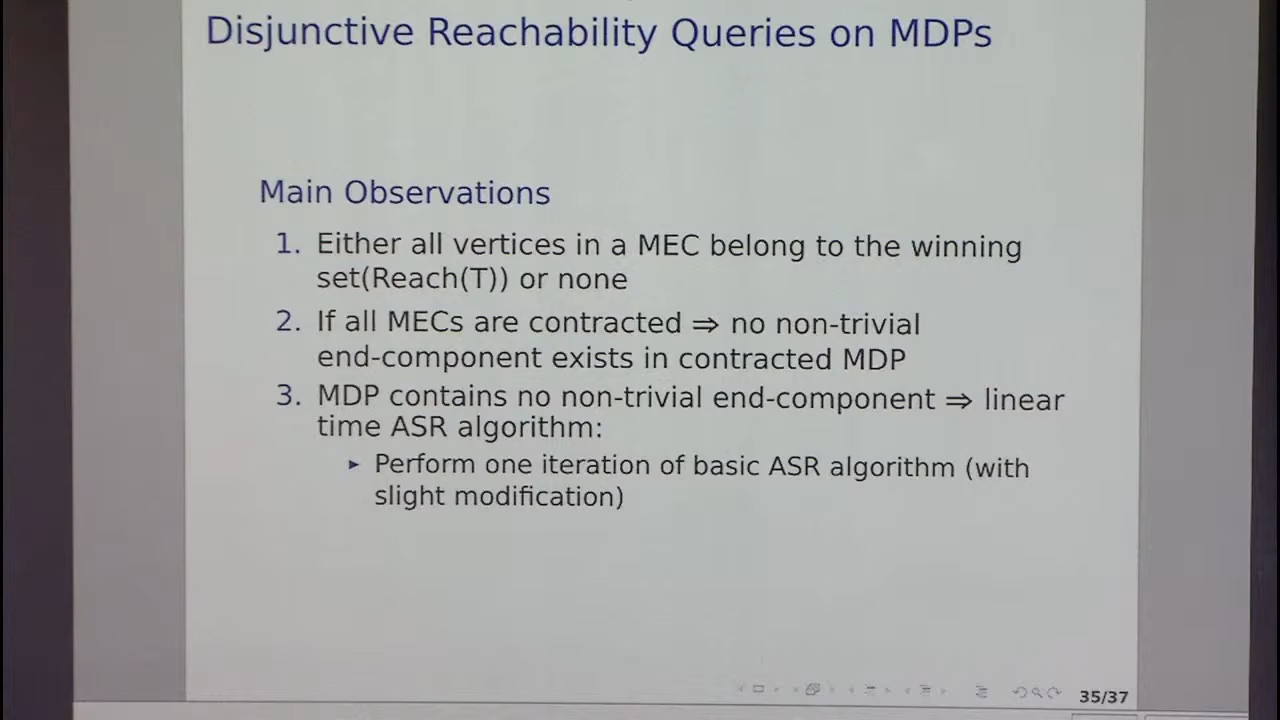 Disjunctive Reachability Queries on MDPs
Main Observations
1. Either all vertices in a MEC belong to the winning
set(Reach(T)) or none
2. If all MECs are contracted ⇒ no non-trivial
end-component exists in contracted MDP
3. MDP contains no non-trivial end-component ⇒ linear
time ASR algorithm:
▸ Perform one iteration of basic ASR algorithm (with
slight modification)
35/37